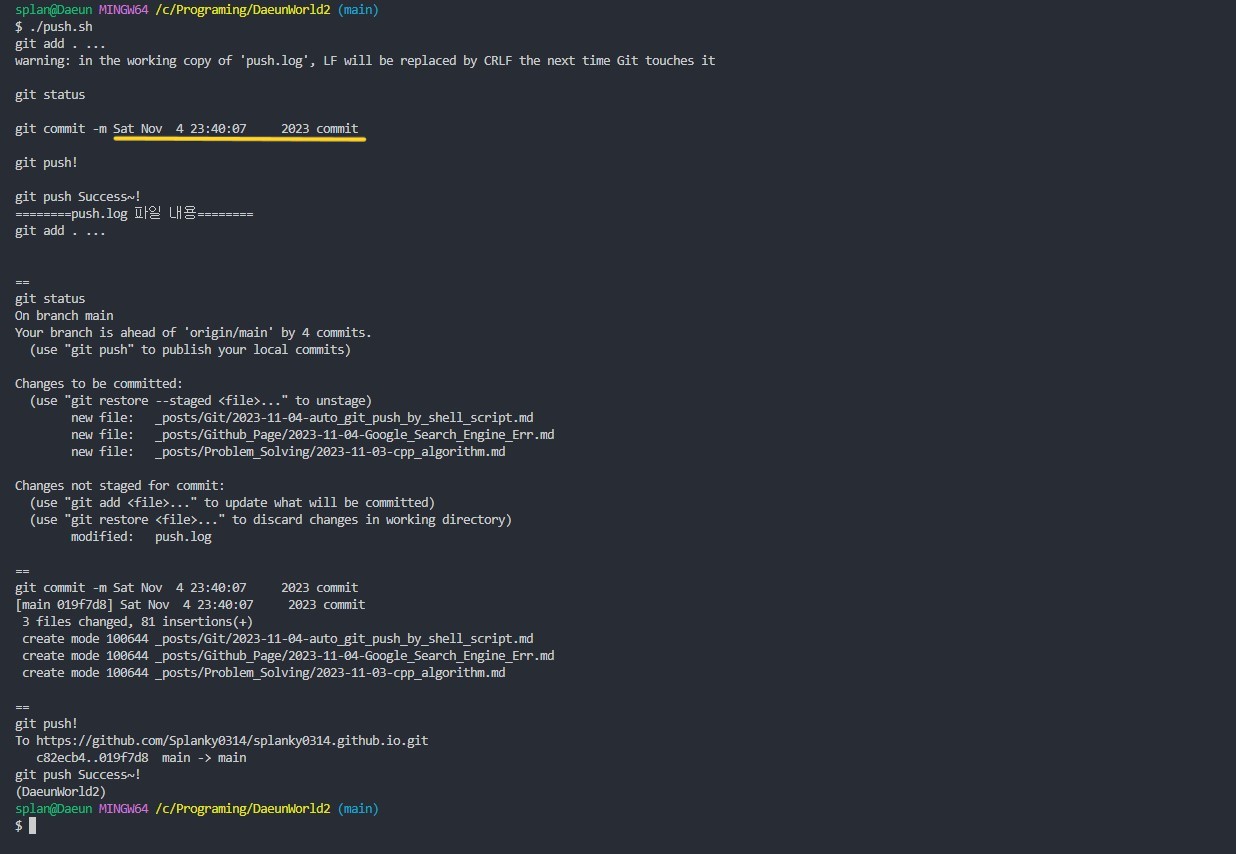 splan@Daeun MINGW64 /c/Programing/DaeunWorld2 (main)
$ ./push.sh
git add . ...
warning: in the working copy of 'push.log', LF will be replaced by CRLF the next time Git touches it
git status
git commit -m Sat Nov  4 23:40:07     2023 commit
git push!
git push Success~!
========push.log 파일 내용========
git add . ...
==
git status
On branch main
Your branch is ahead of 'origin/main' by 4 commits.
  (use "git push" to publish your local commits)
Changes to be committed:
  (use "git restore --staged <file>..." to unstage)
        new file:   _posts/Git/2023-11-04-auto_git_push_by_shell_script.md
        new file:   _posts/Github_Page/2023-11-04-Google_Search_Engine_Err.md
        new file:   _posts/Problem_Solving/2023-11-03-cpp_algorithm.md
Changes not staged for commit:
  (use "git add <file>..." to update what will be committed)
  (use "git restore <file>..." to discard changes in working directory)
        modified:   push.log
==
git commit -m Sat Nov  4 23:40:07     2023 commit
[main 019f7d8] Sat Nov  4 23:40:07     2023 commit
 3 files changed, 81 insertions(+)
 create mode 100644 _posts/Git/2023-11-04-auto_git_push_by_shell_script.md
 create mode 100644 _posts/Github_Page/2023-11-04-Google_Search_Engine_Err.md
 create mode 100644 _posts/Problem_Solving/2023-11-03-cpp_algorithm.md
==
git push!
To https://github.com/Splanky0314/splanky0314.github.io.git
   c82ecb4..019f7d8  main -> main
git push Success~!
(DaeunWorld2)
splan@Daeun MINGW64 /c/Programing/DaeunWorld2 (main)
$